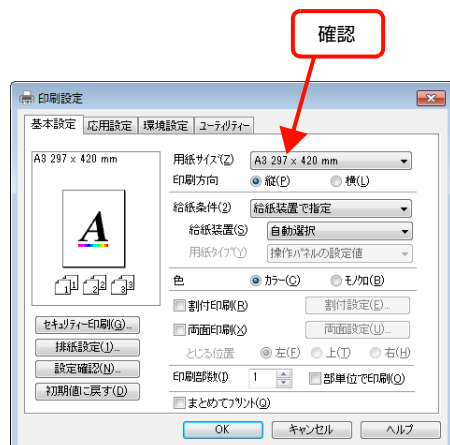 確認
印刷設定
基本設定 応用設定 環境設定 ユーティリティー
A3 297 x 420 mm
用紙サイズ(Z) A3 297 x 420 mm
印刷方向 縦(P) 横(L)
給紙条件(2) 給紙装置で指定
給紙装置(S) 自動選択
用紙タイプ(Y) 操作パネルの設定値
A
1 1 2 2 3 3
色 カラー(C) モノクロ(B)
割付印刷(R) 割付設定(E)...
セキュリティー印刷(G)...
両面印刷(X) 両面設定(U)...
排紙設定(J)...
とじる位置 左(F) 上(T) 右(H)
設定確認(N)...
印刷部数(I) 1 部単位で印刷(O)
初期値に戻す(D)
まとめてプリント(Q)
OK キャンセル ヘルプ